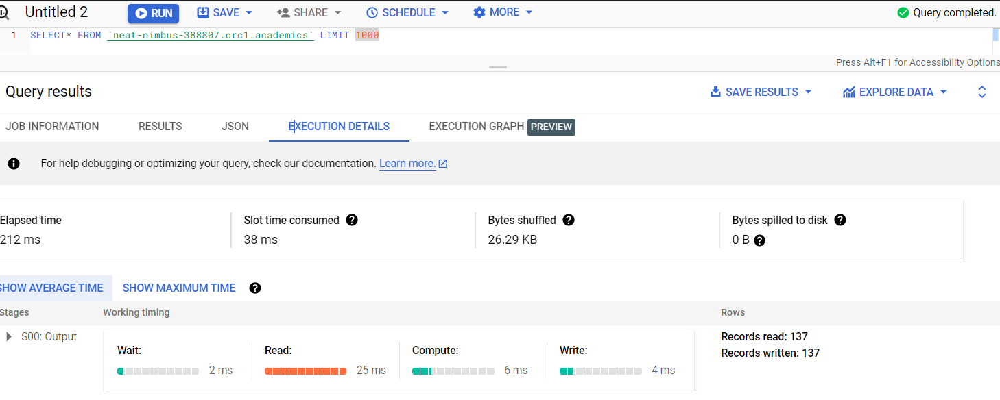 Untitled 2 RUN SAVE SHARE SCHEDULE MORE Query completed.
1 SELECT* FROM `neat-nimbus-388807.orc1.academics` LIMIT 1000
Press Alt+F1 for Accessibility Options
Query results SAVE RESULTS EXPLORE DATA
JOB INFORMATION RESULTS JSON EXECUTION DETAILS EXECUTION GRAPH PREVIEW
For help debugging or optimizing your query, check our documentation. Learn more.
Elapsed time Slot time consumed Bytes shuffled Bytes spilled to disk
212 ms 38 ms 26.29 KB 0 B
SHOW AVERAGE TIME SHOW MAXIMUM TIME
Stages Working timing Rows
S00: Output Records read: 137
Wait: Read: Compute: Write: Records written: 137
2 ms 25 ms 6 ms 4 ms